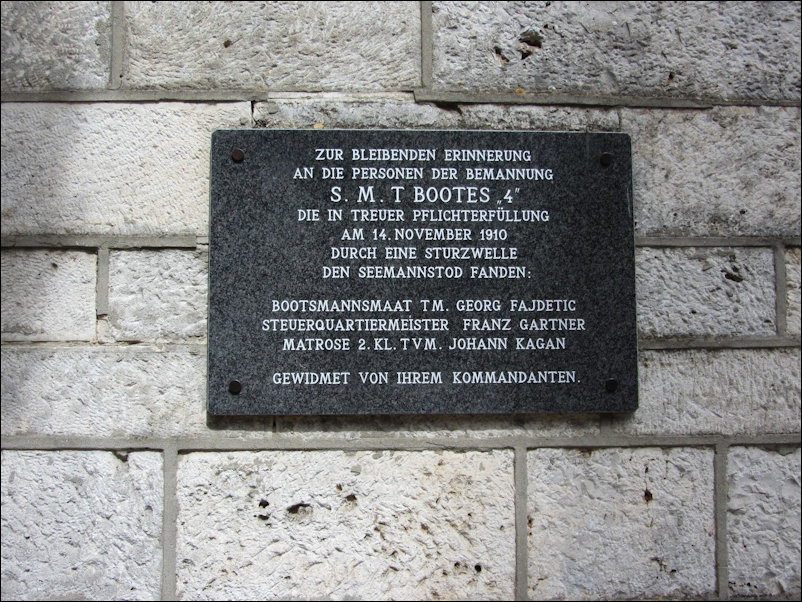 ZUR BLEIBENDEN ERINNERUNG
AN DIE PERSONEN DER BEMANNUNG
S. M. T BOOTES „4"
DIE IN TREUER PFLICHTERFÜLLUNG
AM 14. NOVEMBER 1910
DURCH EINE STURZWELLE
DEN SEEMANNSTOD FANDEN:
BOOTSMANNSMAAT T.M. GEORG FAJDETIC
STEUERQUARTIERMEISTER FRANZ GARTNER
MATROSE 2. KL. T.V.M. JOHANN KAGAN
GEWIDMET VON IHREM KOMMANDANTEN.